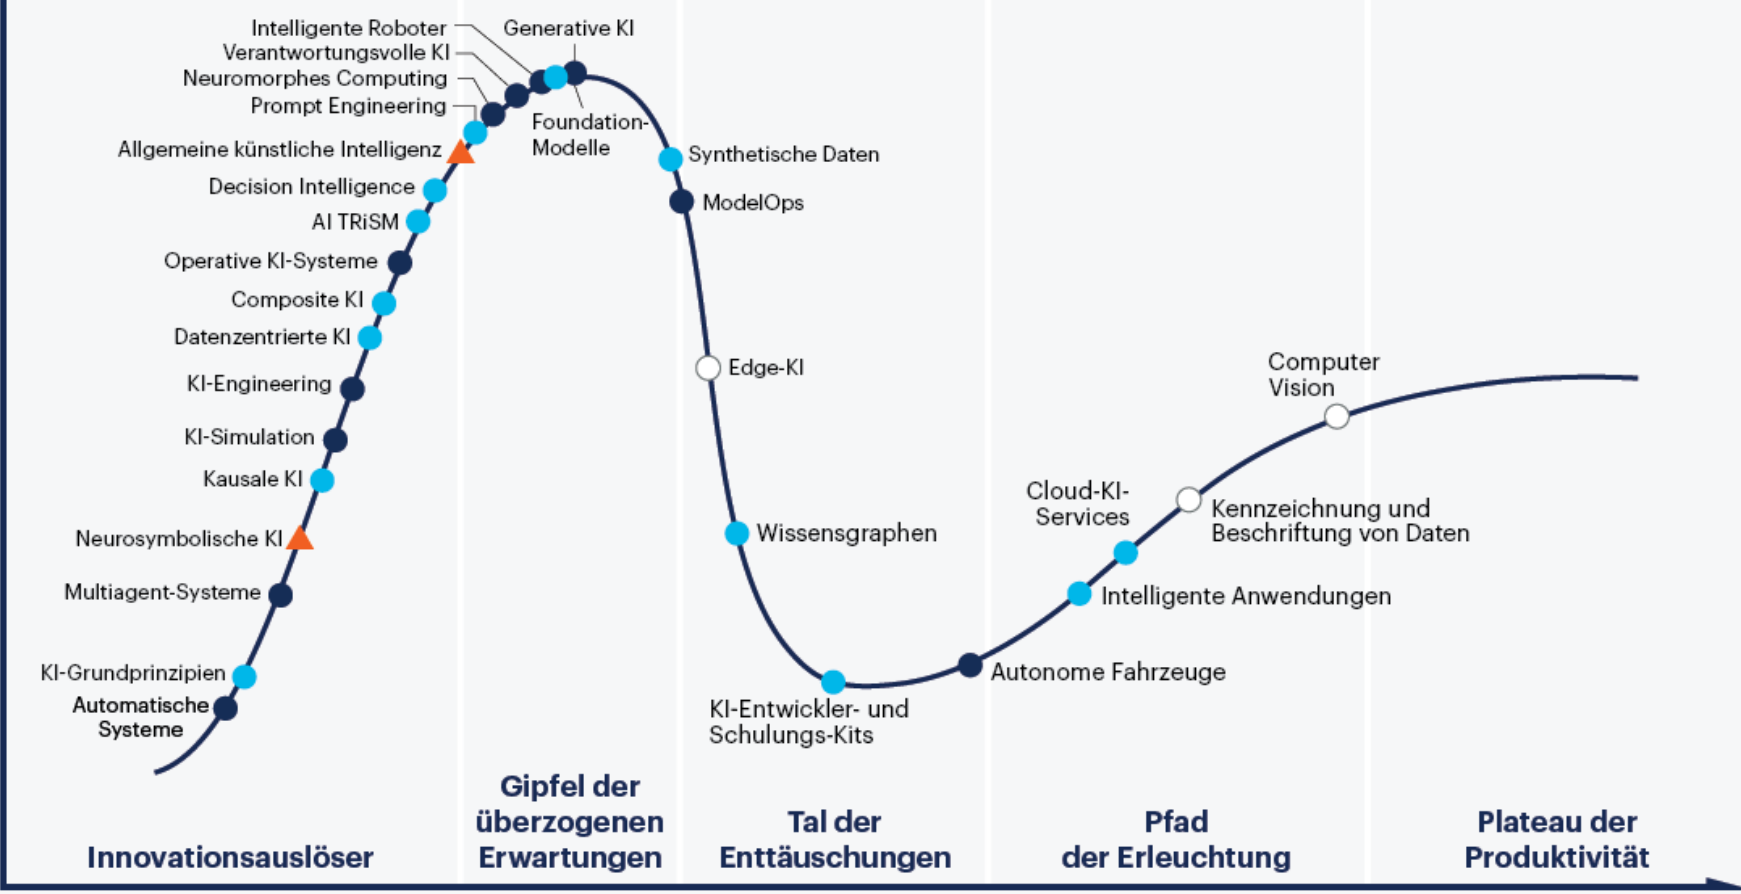 Intelligente Roboter
Generative KI
Verantwortungsvolle KI
Neuromorphes Computing
Prompt Engineering
Foundation-
Modelle
Allgemeine künstliche Intelligenz
Synthetische Daten
Decision Intelligence
ModelOps
AI TRiSM
Operative KI-Systeme
Composite KI
Datenzentrierte KI
Edge-KI
Computer
Vision
KI-Engineering
KI-Simulation
Kausale KI
Cloud-KI-
Services
Kennzeichnung und
Beschriftung von Daten
Neurosymbolische KI
Wissensgraphen
Multiagent-Systeme
Intelligente Anwendungen
KI-Grundprinzipien
Autonome Fahrzeuge
Automatische
Systeme
KI-Entwickler- und
Schulungs-Kits
Innovationsauslöser
Gipfel der
überzogenen
Erwartungen
Tal der
Enttäuschungen
Pfad
der Erleuchtung
Plateau der
Produktivität